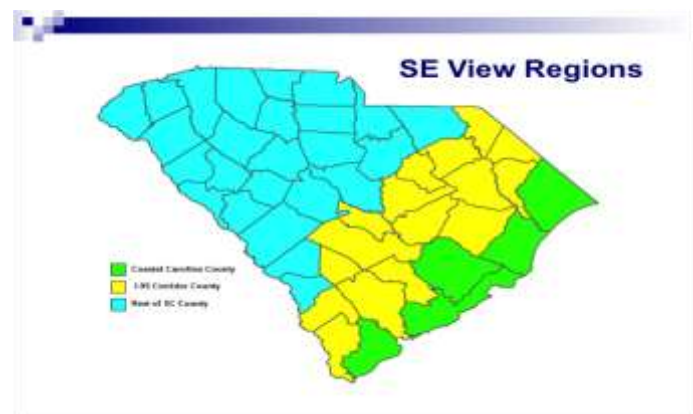 SE View Regions
Coastal Carolina County
I-95 Corridor County
Rest of SC County